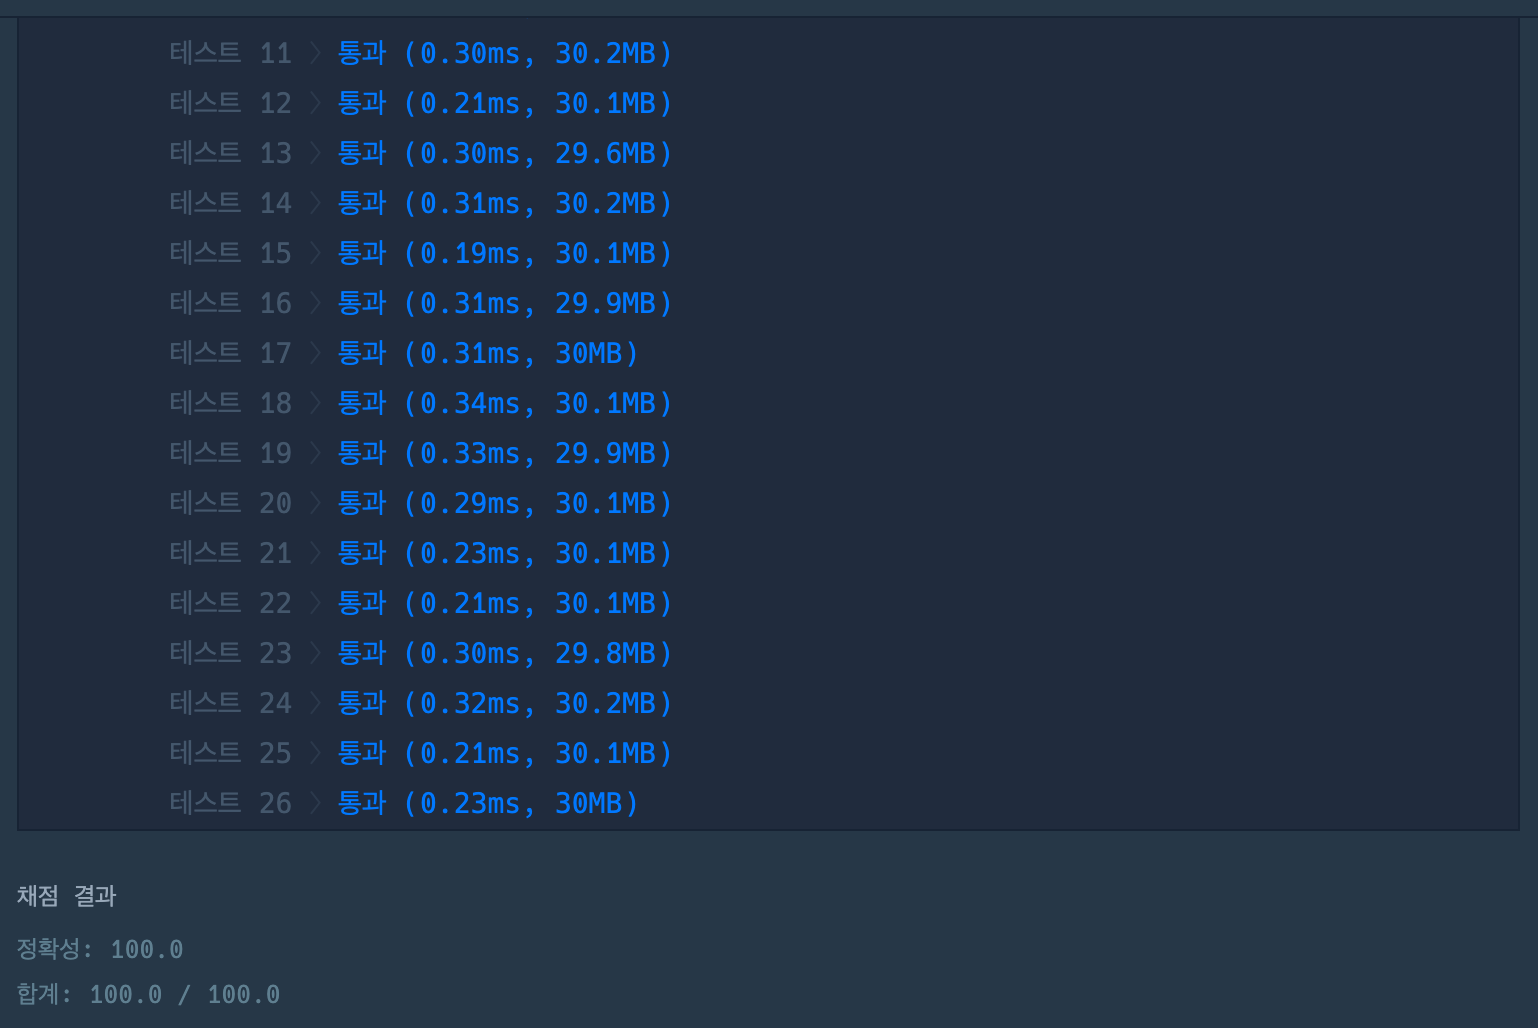 테스트 11 〉 통과 (0.30ms, 30.2MB)
테스트 12 〉 통과 (0.21ms, 30.1MB)
테스트 13 〉 통과 (0.30ms, 29.6MB)
테스트 14 〉 통과 (0.31ms, 30.2MB)
테스트 15 〉 통과 (0.19ms, 30.1MB)
테스트 16 〉 통과 (0.31ms, 29.9MB)
테스트 17 〉 통과 (0.31ms, 30MB)
테스트 18 〉 통과 (0.34ms, 30.1MB)
테스트 19 〉 통과 (0.33ms, 29.9MB)
테스트 20 〉 통과 (0.29ms, 30.1MB)
테스트 21 〉 통과 (0.23ms, 30.1MB)
테스트 22 〉 통과 (0.21ms, 30.1MB)
테스트 23 〉 통과 (0.30ms, 29.8MB)
테스트 24 〉 통과 (0.32ms, 30.2MB)
테스트 25 〉 통과 (0.21ms, 30.1MB)
테스트 26 〉 통과 (0.23ms, 30MB)
채점 결과
정확성: 100.0
합계: 100.0 / 100.0